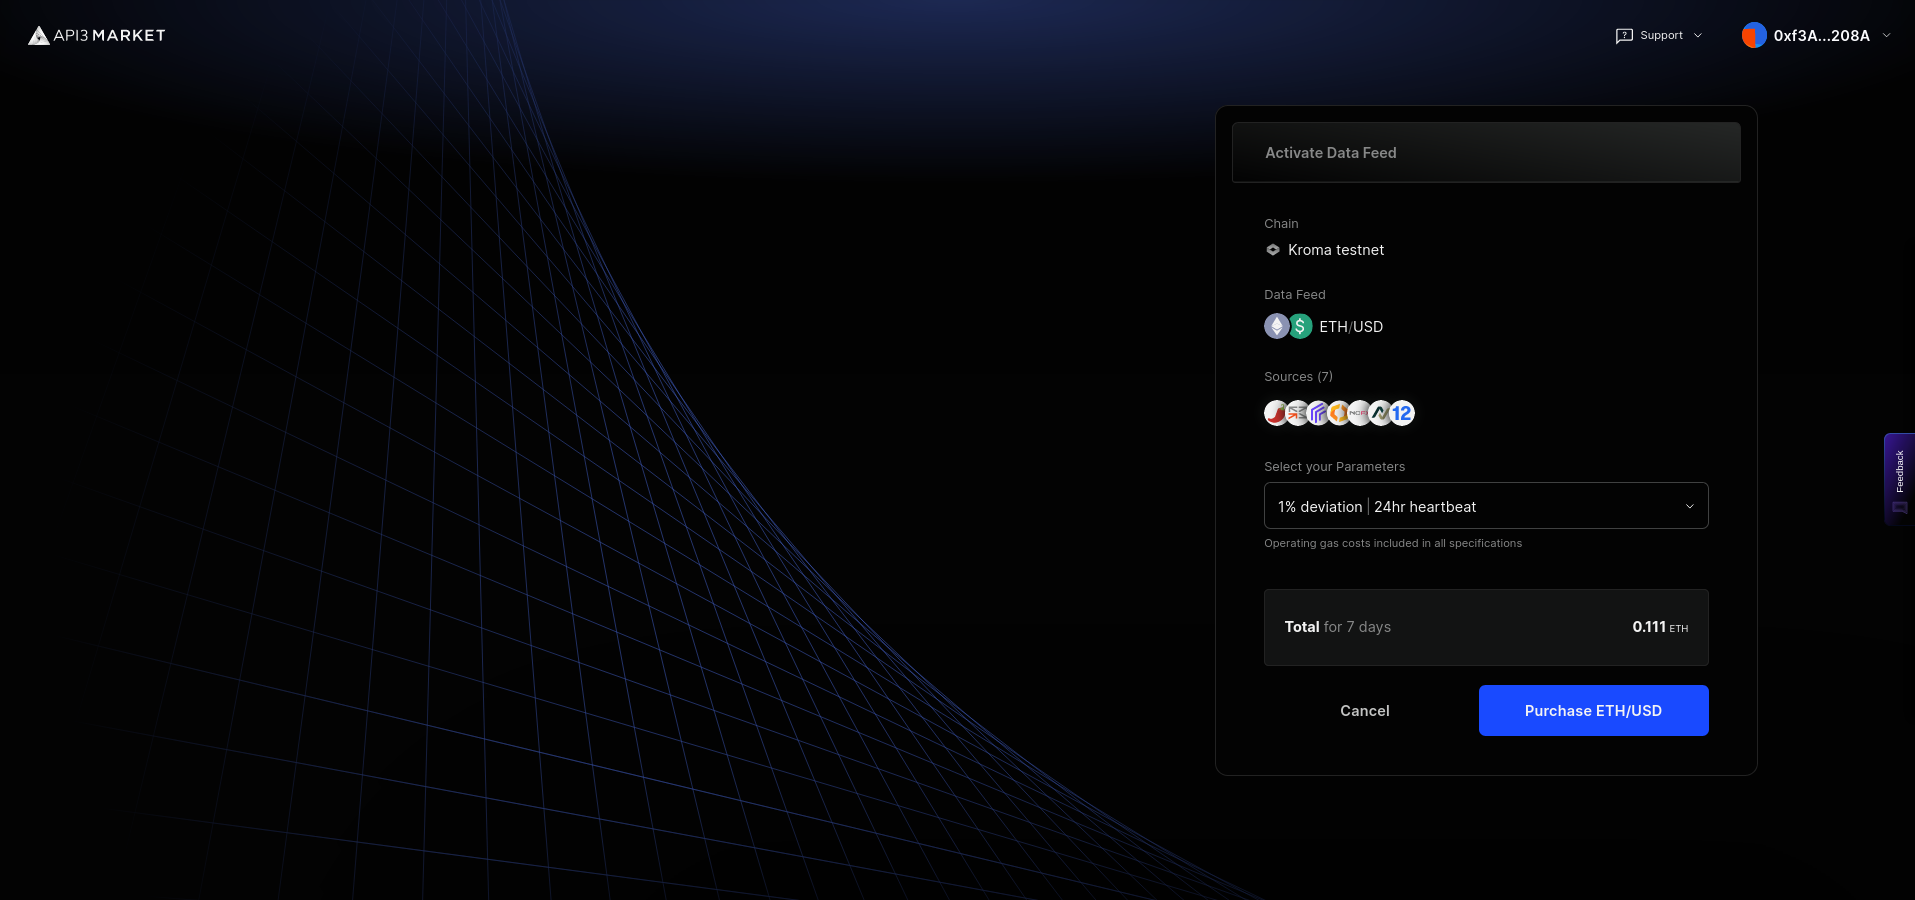 API3 MARKET
Support
0xf3A...208A
Activate Data Feed
Chain
Kroma testnet
Data Feed
ETH/USD
Sources (7)
12
Select your Parameters
1% deviation | 24hr heartbeat
Operating gas costs included in all specifications
Total for 7 days
0.111 ETH
Cancel
Purchase ETH/USD
Feedback